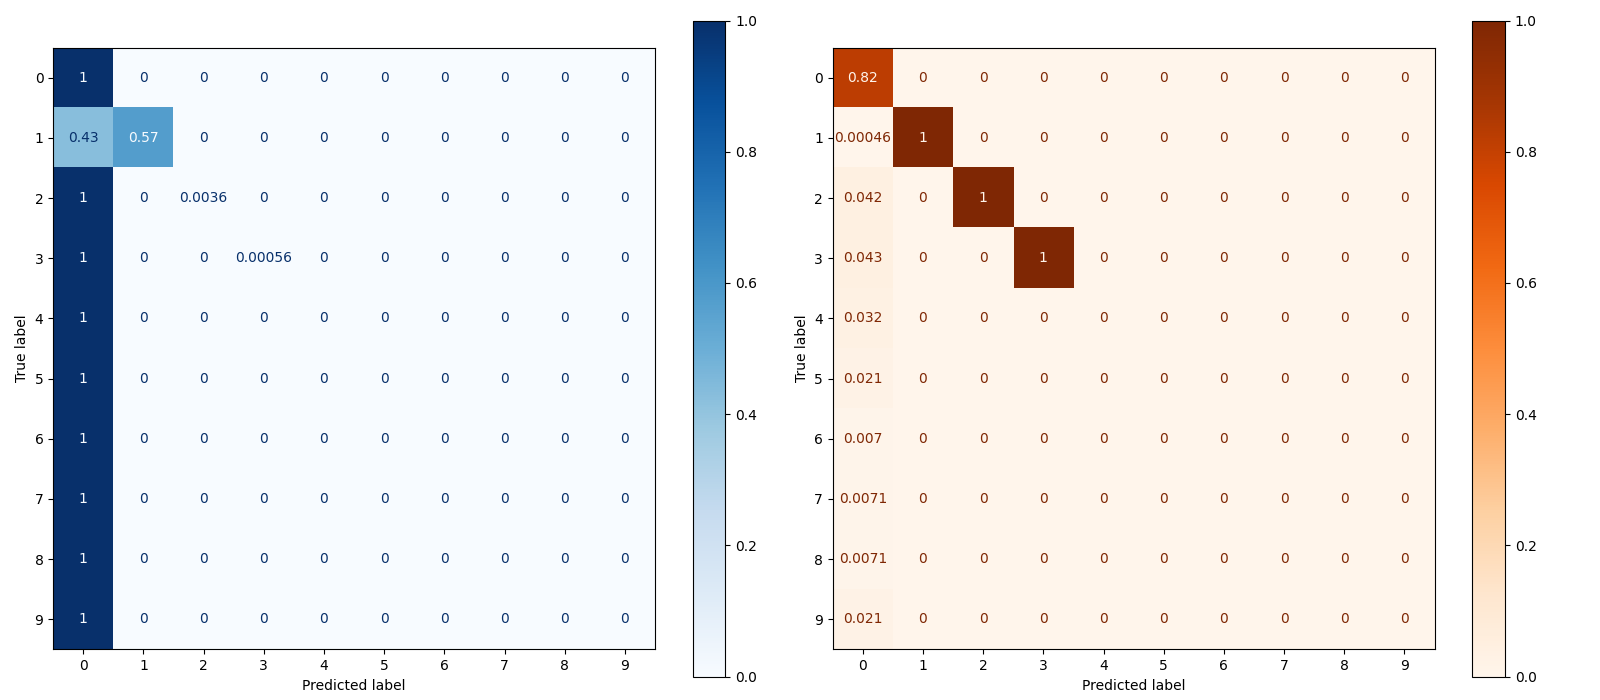 0 1 0 0 0 0 0 0 0 0 0
1 0.43 0.57 0 0 0 0 0 0 0 0
2 1 0 0.0036 0 0 0 0 0 0 0
3 1 0 0 0.00056 0 0 0 0 0 0
4 1 0 0 0 0 0 0 0 0 0
5 1 0 0 0 0 0 0 0 0 0
6 1 0 0 0 0 0 0 0 0 0
7 1 0 0 0 0 0 0 0 0 0
8 1 0 0 0 0 0 0 0 0 0
9 1 0 0 0 0 0 0 0 0 0
0 1 2 3 4 5 6 7 8 9
Predicted label
True label
1.0
0.8
0.6
0.4
0.2
0.0
0 0.82 0 0 0 0 0 0 0 0 0
1 0.00046 1 0 0 0 0 0 0 0 0
2 0.042 0 1 0 0 0 0 0 0 0
3 0.043 0 0 1 0 0 0 0 0 0
4 0.032 0 0 0 0 0 0 0 0 0
5 0.021 0 0 0 0 0 0 0 0 0
6 0.007 0 0 0 0 0 0 0 0 0
7 0.0071 0 0 0 0 0 0 0 0 0
8 0.0071 0 0 0 0 0 0 0 0 0
9 0.021 0 0 0 0 0 0 0 0 0
0 1 2 3 4 5 6 7 8 9
Predicted label
True label
1.0
0.8
0.6
0.4
0.2
0.0